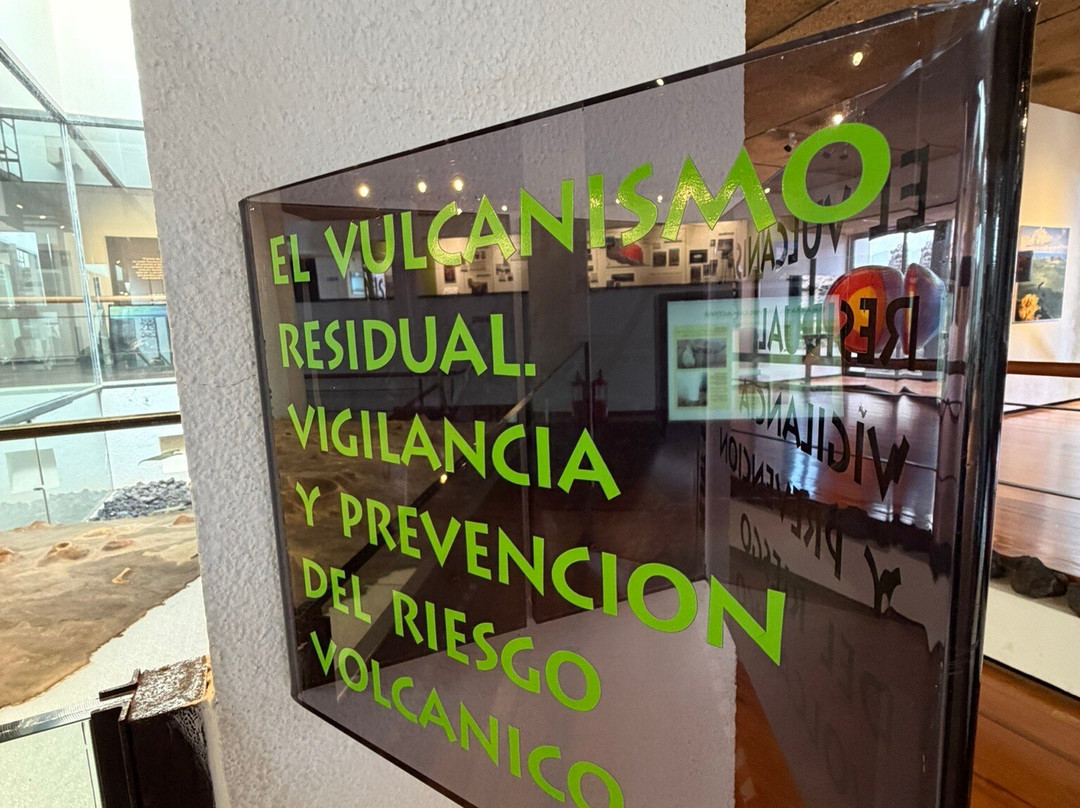 EL VULCANISMO
RESIDUAL.
VIGILANCIA
Y PREVENCION
DEL RIESGO
VOLCANICO